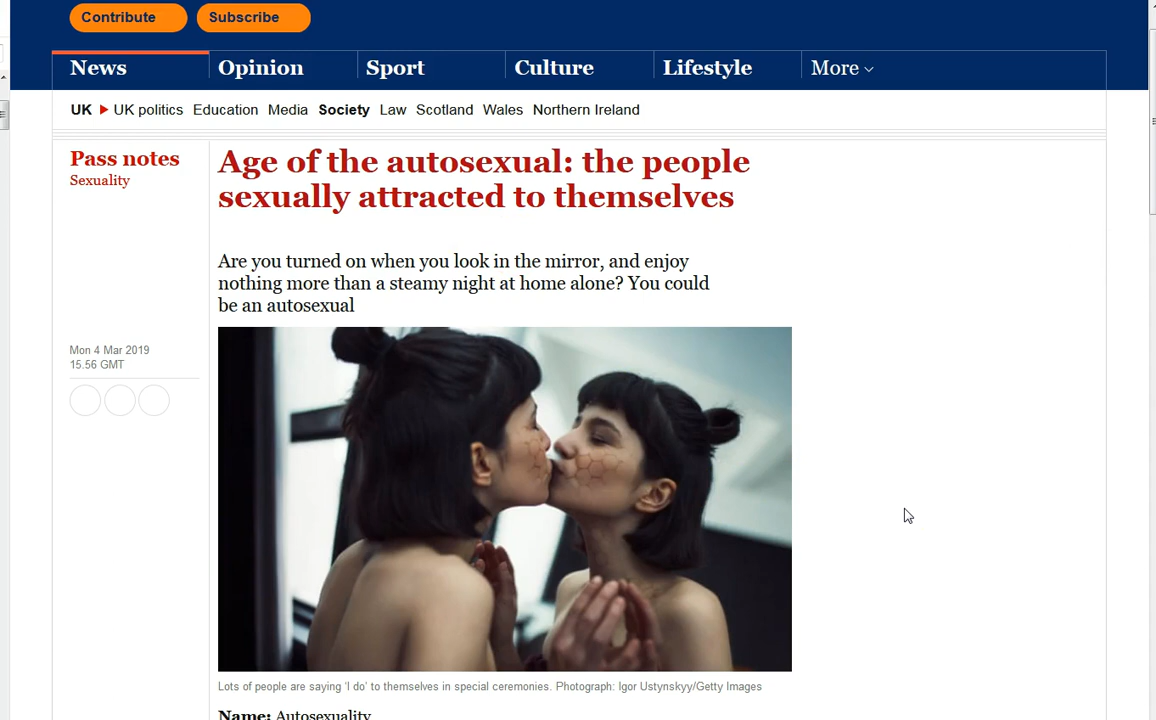 Contribute
Subscribe
News
Opinion
Sport
Culture
Lifestyle
More
UK
UK politics
Education
Media
Society
Law
Scotland
Wales
Northern Ireland
Pass notes
Sexuality
Age of the autosexual: the people
sexually attracted to themselves
Are you turned on when you look in the mirror, and enjoy
nothing more than a steamy night at home alone? You could
be an autosexual
Mon 4 Mar 2019
15.56 GMT
Lots of people are saying ‘I do’ to themselves in special ceremonies. Photograph: Igor Ustynskyy/Getty Images
Name: Autosexuality.